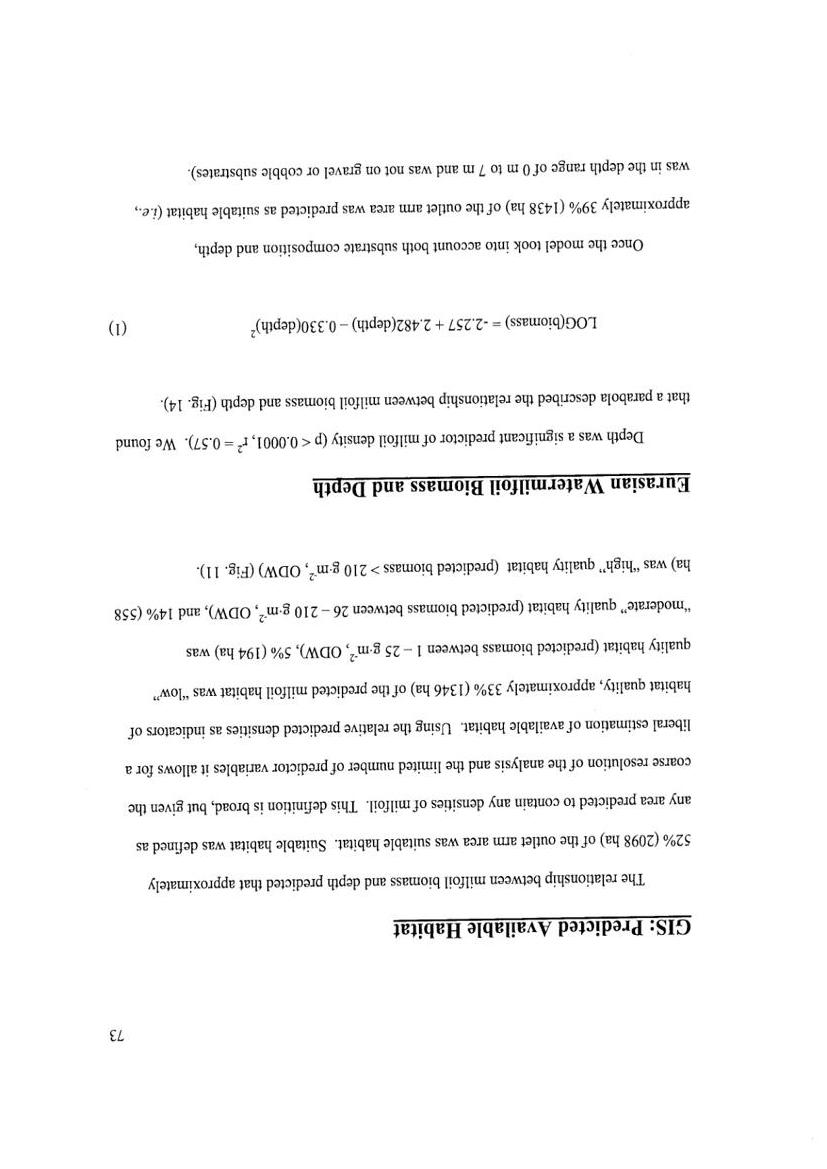 73
GIS: Predicted Available Habitat
The relationship between milfoil biomass and depth predicted that approximately
52% (2098 ha) of the outlet arm area was suitable habitat. Suitable habitat was defined as
any area predicted to contain any densities of milfoil. This definition is broad, but given the
coarse resolution of the analysis and the limited number of predictor variables it allows for a
liberal estimation of available habitat. Using the relative predicted densities as indicators of
habitat quality, approximately 33% (1346 ha) of the predicted milfoil habitat was “low”
quality habitat (predicted biomass between 1 – 25 g·m⁻², ODW), 5% (194 ha) was
“moderate” quality habitat (predicted biomass between 26 – 210 g·m⁻², ODW), and 14% (558
ha) was “high” quality habitat (predicted biomass > 210 g·m⁻², ODW) (Fig. 11).
Eurasian Watermilfoil Biomass and Depth
Depth was a significant predictor of milfoil density (p < 0.0001, r² = 0.57). We found
that a parabola described the relationship between milfoil biomass and depth (Fig. 14).
LOG(biomass) = -2.257 + 2.482(depth) – 0.330(depth)² (1)
Once the model took into account both substrate composition and depth,
approximately 39% (1438 ha) of the outlet arm area was predicted as suitable habitat (i.e.,
was in the depth range of 0 m to 7 m and was not on gravel or cobble substrates).